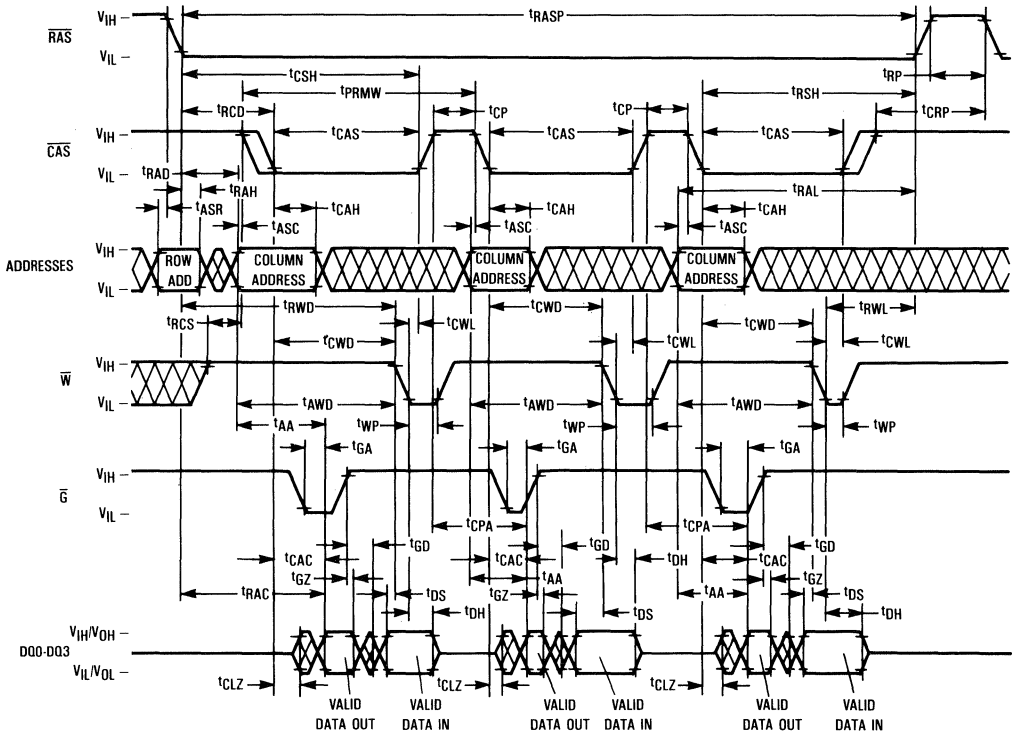 VIH tRASP
RAS
VIL tRP
tCSH
tPRMW tRSH
tRCD tCP tCP tCRP
VIH tCAS tCAS tCAS
CAS
VIL
tRAD tRAH tRAL
tASR tCAH tCAH tCAH
tASC tASC tASC
VIH
ADDRESSES ROW ADD COLUMN ADDRESS COLUMN ADDRESS COLUMN ADDRESS
VIL
tRWD tCWD tRWL
tRCS tCWL tCWD
tCWD tCWL tCWL
VIH
W
VIL
tAWD tAWD tAWD
tAA tWP tWP tWP
tGA tGA tGA
VIH
G
VIL
tCPA tCPA
tGD tGD tGD
tCAC tCAC tDH tCAC
tGZ tAA tGZ
tRAC tDS tGZ tDS tAA tDS
tDH tDH
VIH/VOH
DQ0-DQ3
VIL/VOL
tCLZ tCLZ
VALID DATA OUT VALID DATA IN VALID DATA OUT VALID DATA IN VALID DATA OUT VALID DATA IN